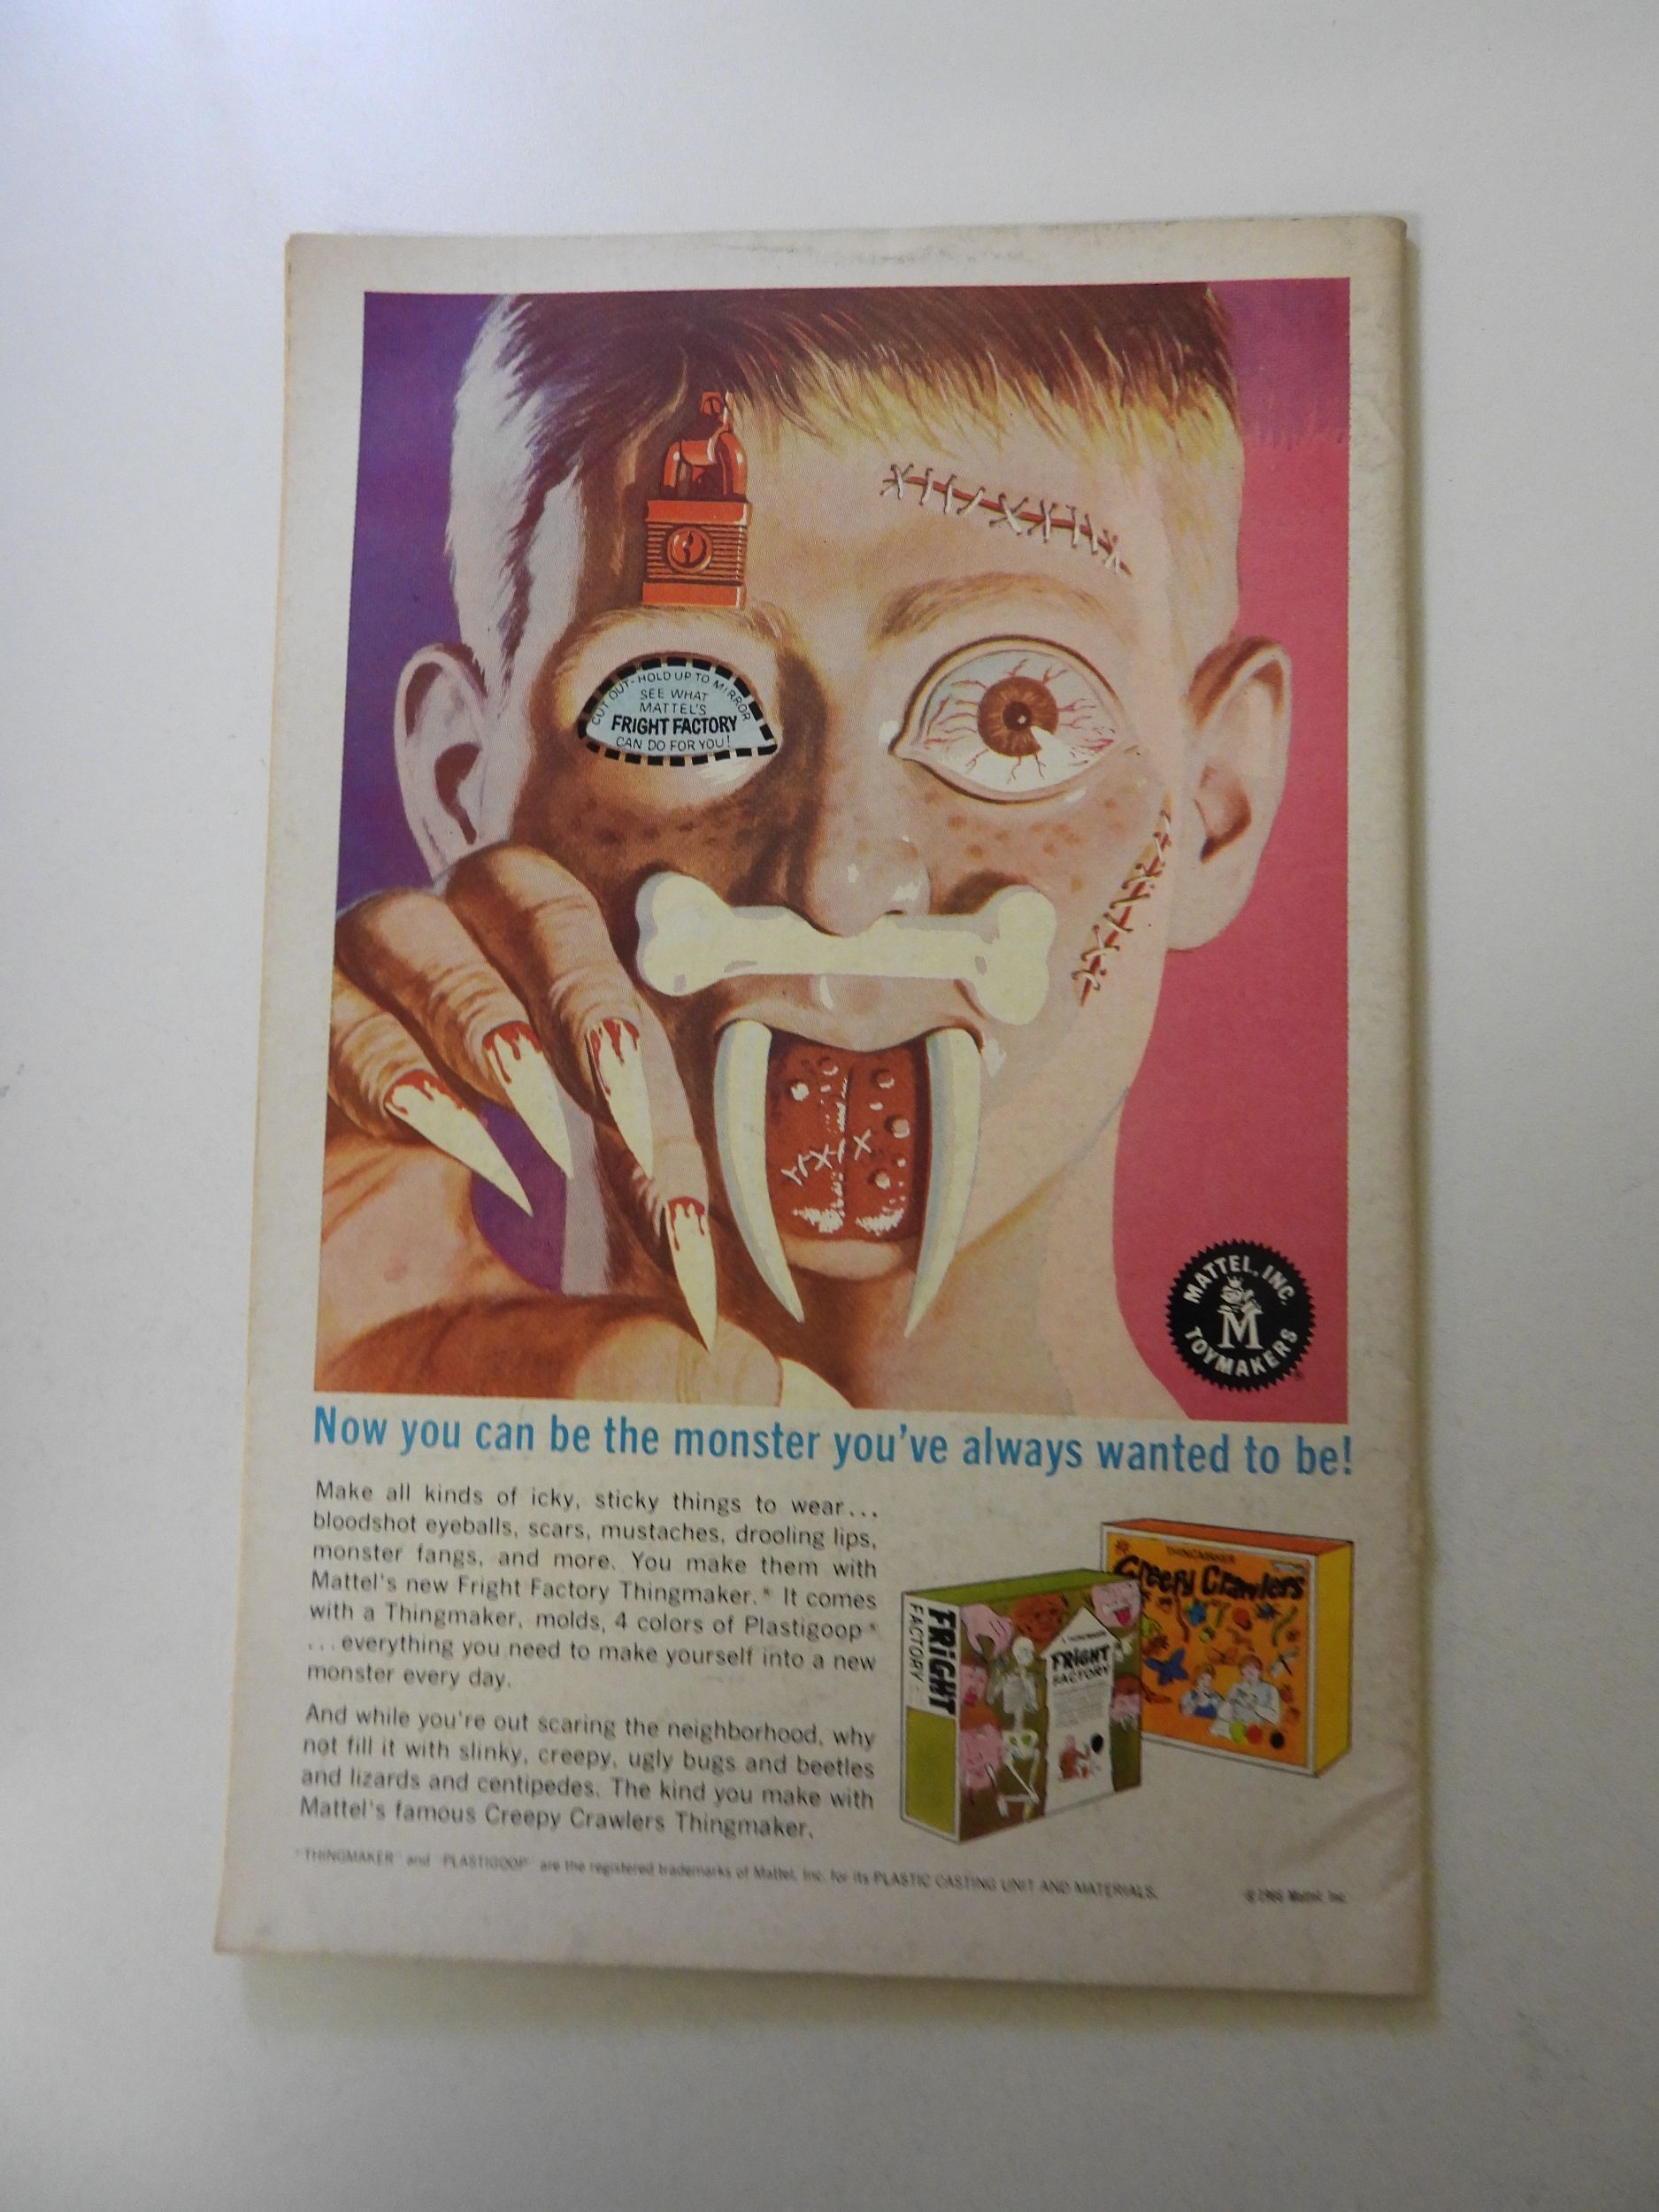 CUT OUT-HOLD UP TO MIRROR
SEE WHAT
MATTEL'S
FRIGHT FACTORY
CAN DO FOR YOU!
MATTEL, INC.
M
TOYMAKERS
®
Now you can be the monster you've always wanted to be!
Make all kinds of icky, sticky things to wear...
bloodshot eyeballs, scars, mustaches, drooling lips,
monster fangs, and more. You make them with
Mattel's new Fright Factory Thingmaker.* It comes
with a Thingmaker, molds, 4 colors of Plastigoop*
...everything you need to make yourself into a new
monster every day.
And while you're out scaring the neighborhood, why
not fill it with slinky, creepy, ugly bugs and beetles
and lizards and centipedes. The kind you make with
Mattel's famous Creepy Crawlers Thingmaker.
THINGMAKER
Creepy Crawlers
FRIGHT
FACTORY
FRIGHT
FACTORY
*"THINGMAKER" and "PLASTIGOOP" are the registered trademarks of Mattel, Inc. for its PLASTIC CASTING UNIT AND MATERIALS.
©1966 Mattel, Inc.